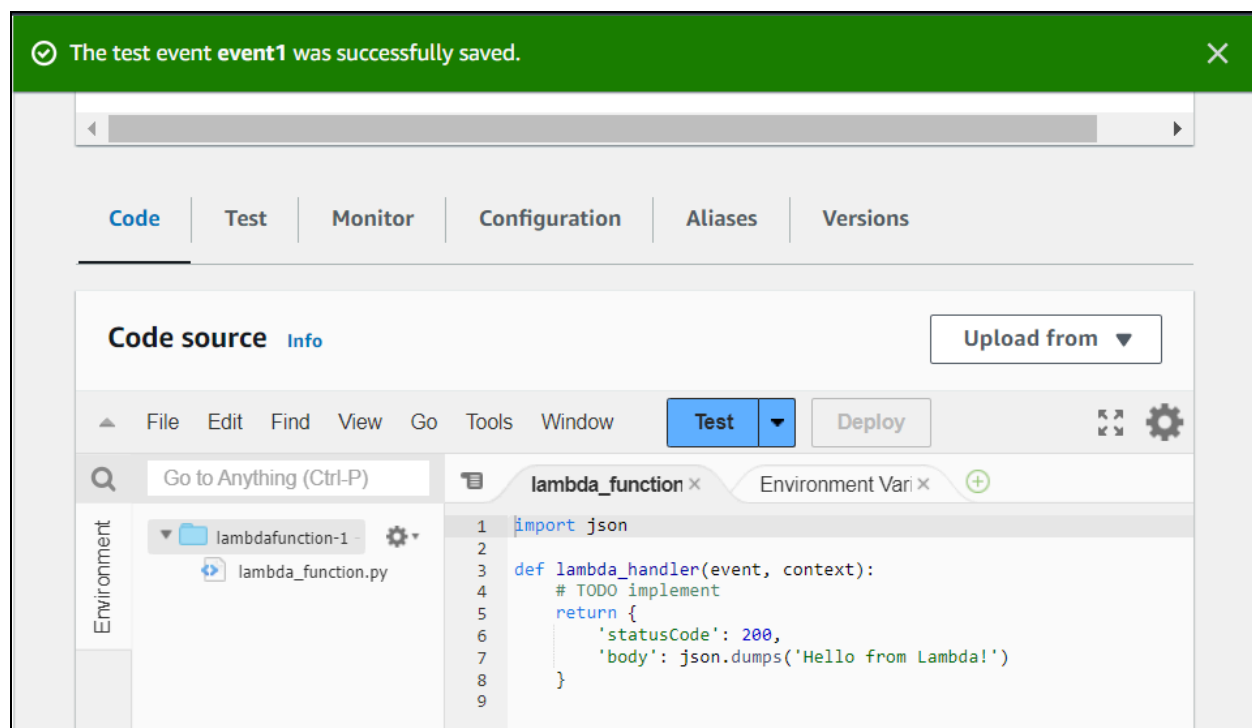 The test event event1 was successfully saved.
Code Test Monitor Configuration Aliases Versions
Code source Info
Upload from
File Edit Find View Go Tools Window Test Deploy
Go to Anything (Ctrl-P)
lambda_function
Environment Vari
Environment
lambdafunction-1 -
lambda_function.py
1 import json
2
3 def lambda_handler(event, context):
4     # TODO implement
5     return {
6         'statusCode': 200,
7         'body': json.dumps('Hello from Lambda!')
8     }
9